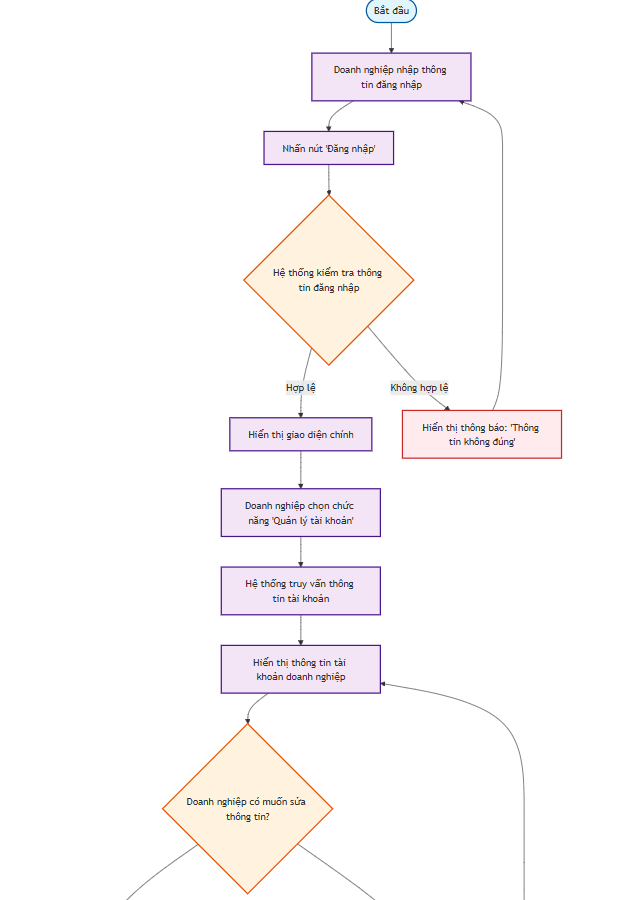 Bắt đầu
Doanh nghiệp nhập thông
tin đăng nhập
Nhấn nút 'Đăng nhập'
Hệ thống kiểm tra thông
tin đăng nhập
Hợp lệ
Không hợp lệ
Hiển thị giao diện chính
Hiển thị thông báo: 'Thông
tin không đúng'
Doanh nghiệp chọn chức
năng 'Quản lý tài khoản'
Hệ thống truy vấn thông
tin tài khoản
Hiển thị thông tin tài
khoản doanh nghiệp
Doanh nghiệp có muốn sửa
thông tin?